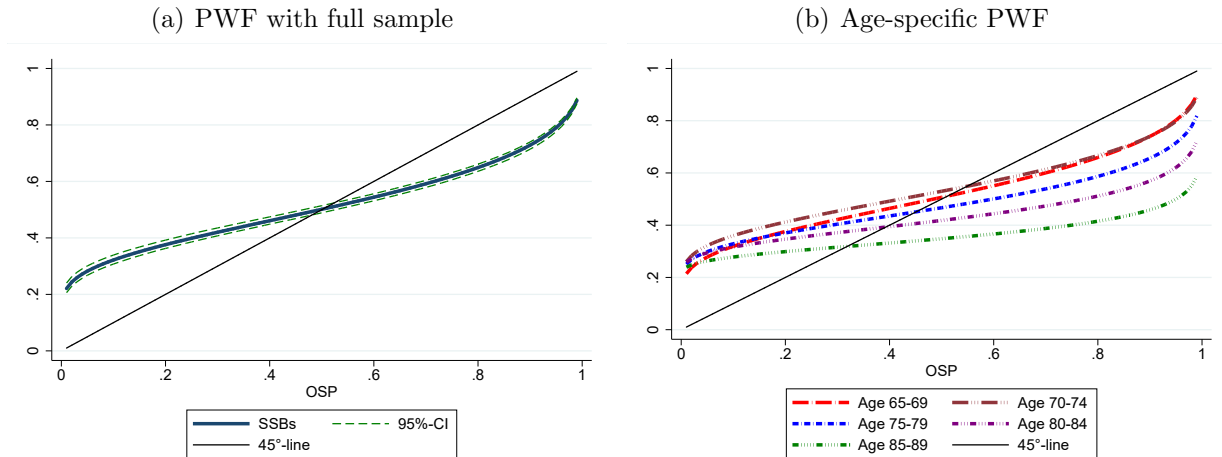 (a) PWF with full sample
1
.8
.6
.4
.2
0
0 .2 .4 .6 .8 1
OSP
SSBs 95%-CI
45°-line
(b) Age-specific PWF
1
.8
.6
.4
.2
0
0 .2 .4 .6 .8 1
OSP
Age 65-69 Age 70-74
Age 75-79 Age 80-84
Age 85-89 45°-line